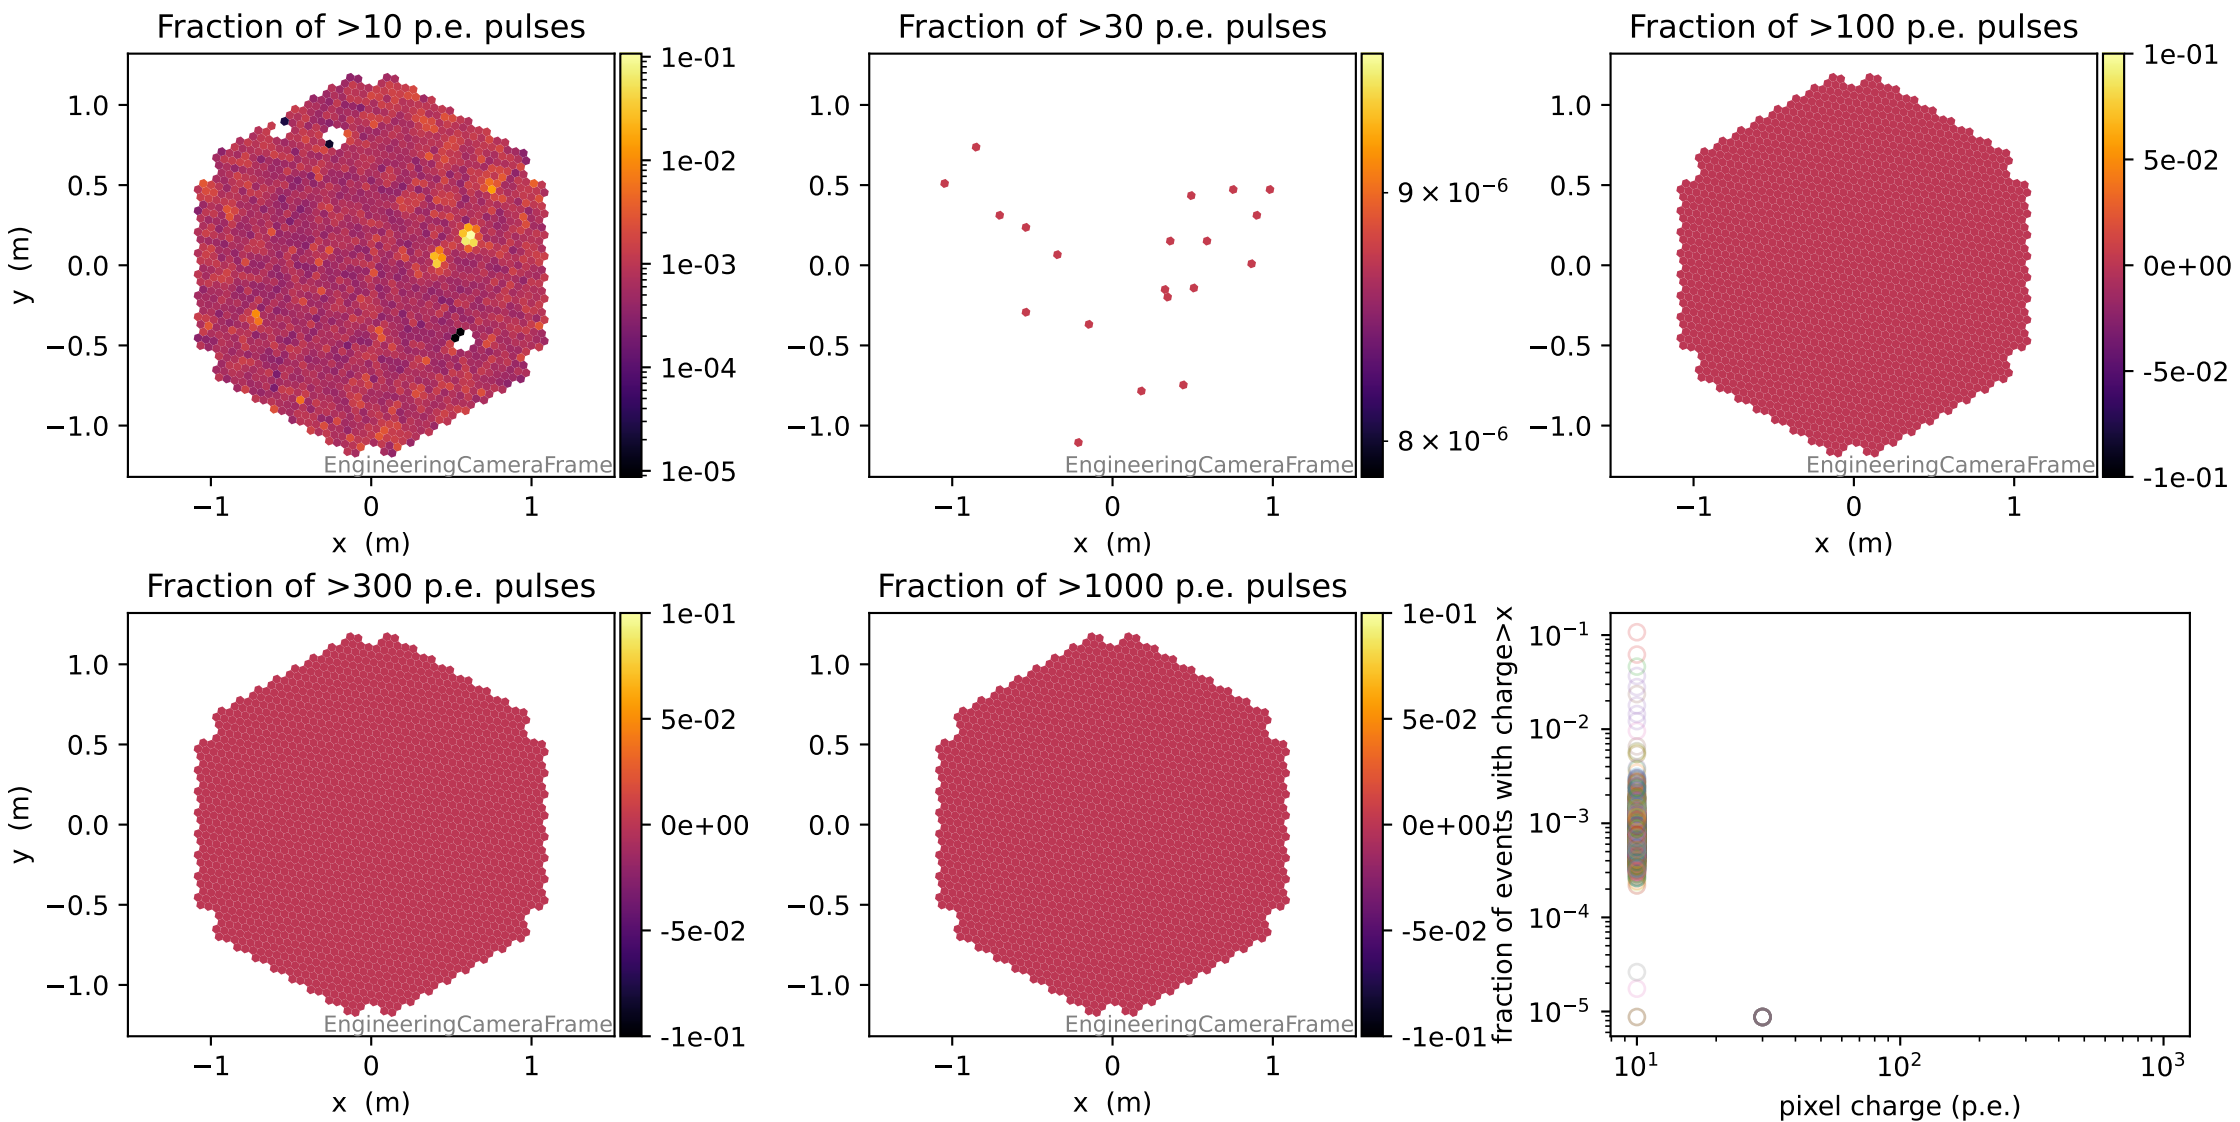 Fraction of >10 p.e. pulses
1.0
0.5
0.0
−0.5
−1.0
y (m)
−1
0
1
x (m)
EngineeringCameraFrame
1e-01
1e-02
1e-03
1e-04
1e-05
Fraction of >30 p.e. pulses
1.0
0.5
0.0
−0.5
−1.0
−1
0
1
x (m)
EngineeringCameraFrame
9×10⁻⁶
8×10⁻⁶
Fraction of >100 p.e. pulses
1.0
0.5
0.0
−0.5
−1.0
−1
0
1
x (m)
EngineeringCameraFrame
1e-01
5e-02
0e+00
-5e-02
-1e-01
Fraction of >300 p.e. pulses
1.0
0.5
0.0
−0.5
−1.0
y (m)
−1
0
1
x (m)
EngineeringCameraFrame
1e-01
5e-02
0e+00
-5e-02
-1e-01
Fraction of >1000 p.e. pulses
1.0
0.5
0.0
−0.5
−1.0
−1
0
1
x (m)
EngineeringCameraFrame
1e-01
5e-02
0e+00
-5e-02
-1e-01
fraction of events with charge>x
10⁻¹
10⁻²
10⁻³
10⁻⁴
10⁻⁵
10¹
10²
10³
pixel charge (p.e.)